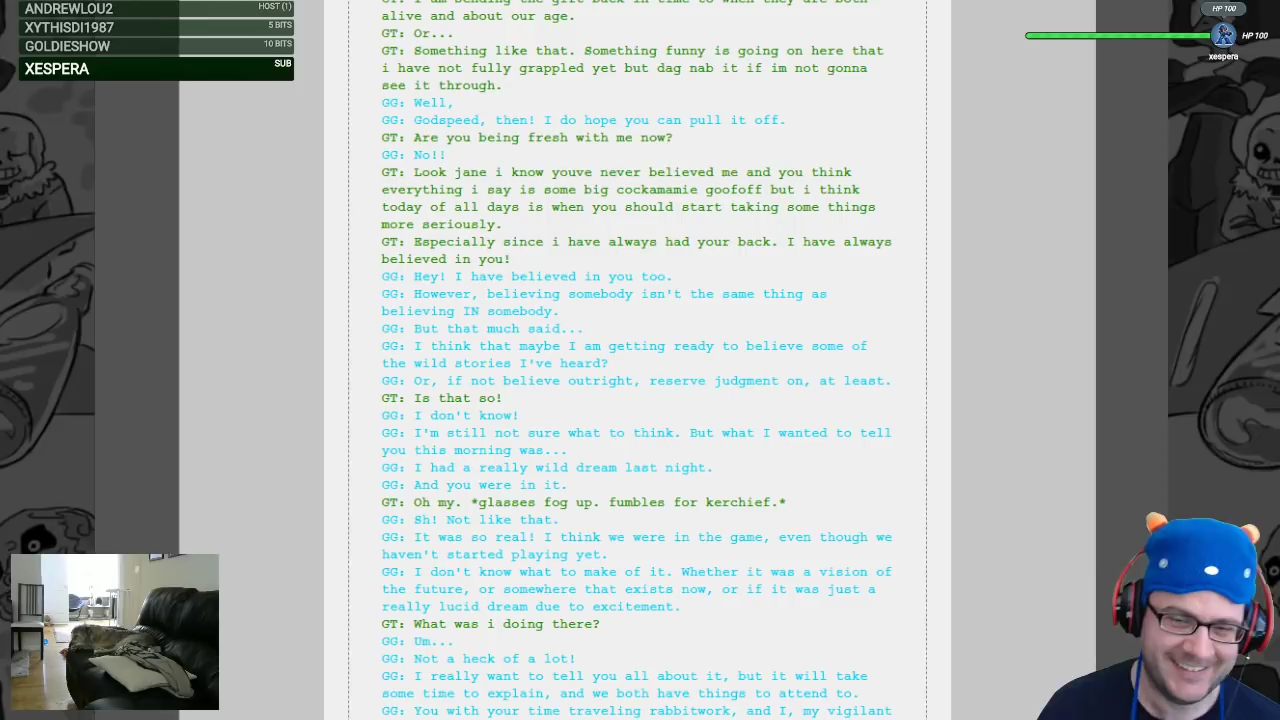 ANDREWLOU2 HOST (1)
XYTHISDI1987 5 BITS
GOLDIESHOW 10 BITS
XESPERA SUB
HP 100
HP 100
xespera
GT: I am sending the gift back in time to when they are both
alive and about our age.
GT: Or...
GT: Something like that. Something funny is going on here that
i have not fully grappled yet but dag nab it if im not gonna
see it through.
GG: Well,
GG: Godspeed, then! I do hope you can pull it off.
GT: Are you being fresh with me now?
GG: No!!
GT: Look jane i know youve never believed me and you think
everything i say is some big cockamamie goofoff but i think
today of all days is when you should start taking some things
more seriously.
GT: Especially since i have always had your back. I have always
believed in you!
GG: Hey! I have believed in you too.
GG: However, believing somebody isn't the same thing as
believing IN somebody.
GG: But that much said...
GG: I think that maybe I am getting ready to believe some of
the wild stories I've heard?
GG: Or, if not believe outright, reserve judgment on, at least.
GT: Is that so!
GG: I don't know!
GG: I'm still not sure what to think. But what I wanted to tell
you this morning was...
GG: I had a really wild dream last night.
GG: And you were in it.
GT: Oh my. *glasses fog up. fumbles for kerchief.*
GG: Sh! Not like that.
GG: It was so real! I think we were in the game, even though we
haven't started playing yet.
GG: I don't know what to make of it. Whether it was a vision of
the future, or somewhere that exists now, or if it was just a
really lucid dream due to excitement.
GT: What was i doing there?
GG: Um...
GG: Not a heck of a lot!
GG: I really want to tell you all about it, but it will take
some time to explain, and we both have things to attend to.
GG: You with your time traveling rabbitwork, and I, my vigilant